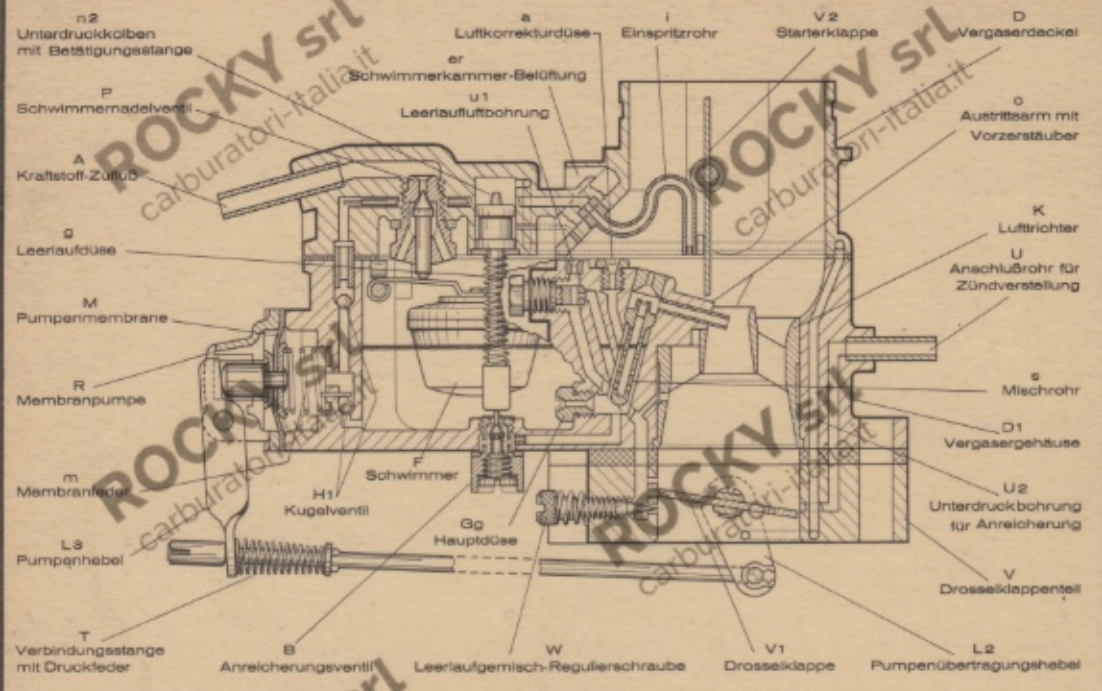 n2
Unterdruckkolben
mit Betätigungsstange
a
Luftkorrekturdüse
i
Einspritzrohr
V2
Starterklappe
D
Vergaserdeckel
er
Schwimmerkammer-Belüftung
P
Schwimmernadelventil
u1
Leerlaufluftbohrung
c
Austrittsarm mit
Vorzerstäuber
A
Kraftstoff-Zufluß
K
Lufttrichter
g
Leerlaufdüse
U
Anschlußrohr für
Zündverstellung
M
Pumpenmembrane
R
Membranpumpe
s
Mischrohr
D1
Vergasergehäuse
m
Membranfeder
F
Schwimmer
H1
Kugelventil
Gg
Hauptdüse
U2
Unterdruckbohrung
für Anreicherung
L3
Pumpenhebel
V
Drosselklappenteil
T
Verbindungsstange
mit Druckfeder
B
Anreicherungsventil
W
Leerlaufgemisch-Regulierschraube
V1
Drosselklappe
L2
Pumpenübertragungshebel
ROCKY srl
carburatori-italia.it
ROCKY srl
carburatori-italia.it
ROCKY srl
carburatori-italia.it
ROCKY srl
carburatori-italia.it
srl